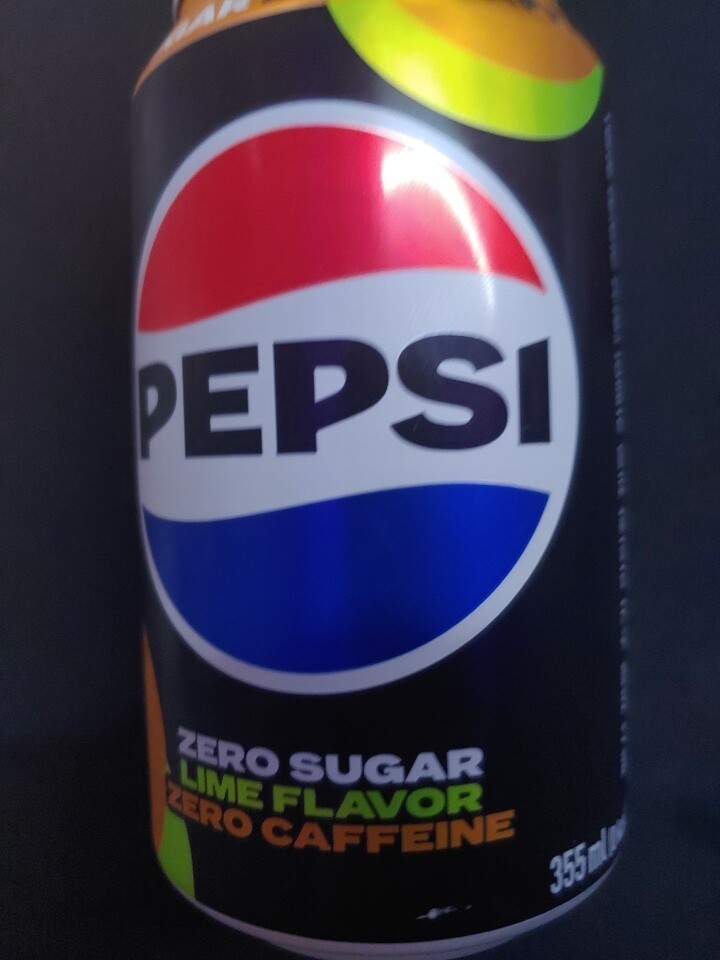 PEPSI
ZERO SUGAR
LIME FLAVOR
ZERO CAFFEINE
355 ml